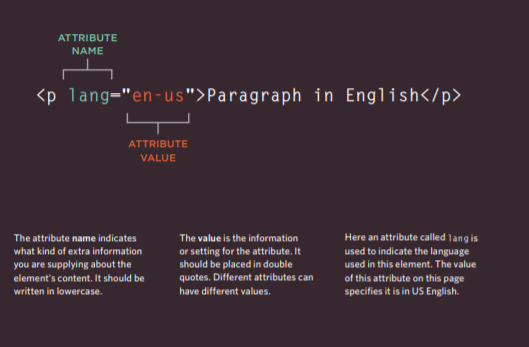 ATTRIBUTE
NAME
<p lang="en-us">Paragraph in English</p>
ATTRIBUTE
VALUE
The attribute name indicates
what kind of extra information
you are supplying about the
element's content. It should be
written in lowercase.
The value is the information
or setting for the attribute. It
should be placed in double
quotes. Different attributes can
have different values.
Here an attribute called lang is
used to indicate the language
used in this element. The value
of this attribute on this page
specifies it is in US English.